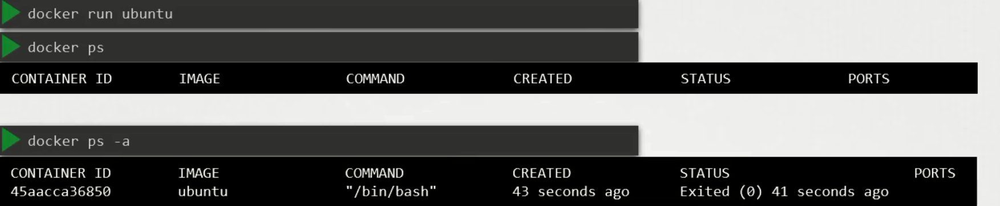 docker run ubuntu
docker ps
CONTAINER ID IMAGE COMMAND CREATED STATUS PORTS
docker ps -a
CONTAINER ID IMAGE COMMAND CREATED STATUS PORTS
45aacca36850 ubuntu "/bin/bash" 43 seconds ago Exited (0) 41 seconds ago